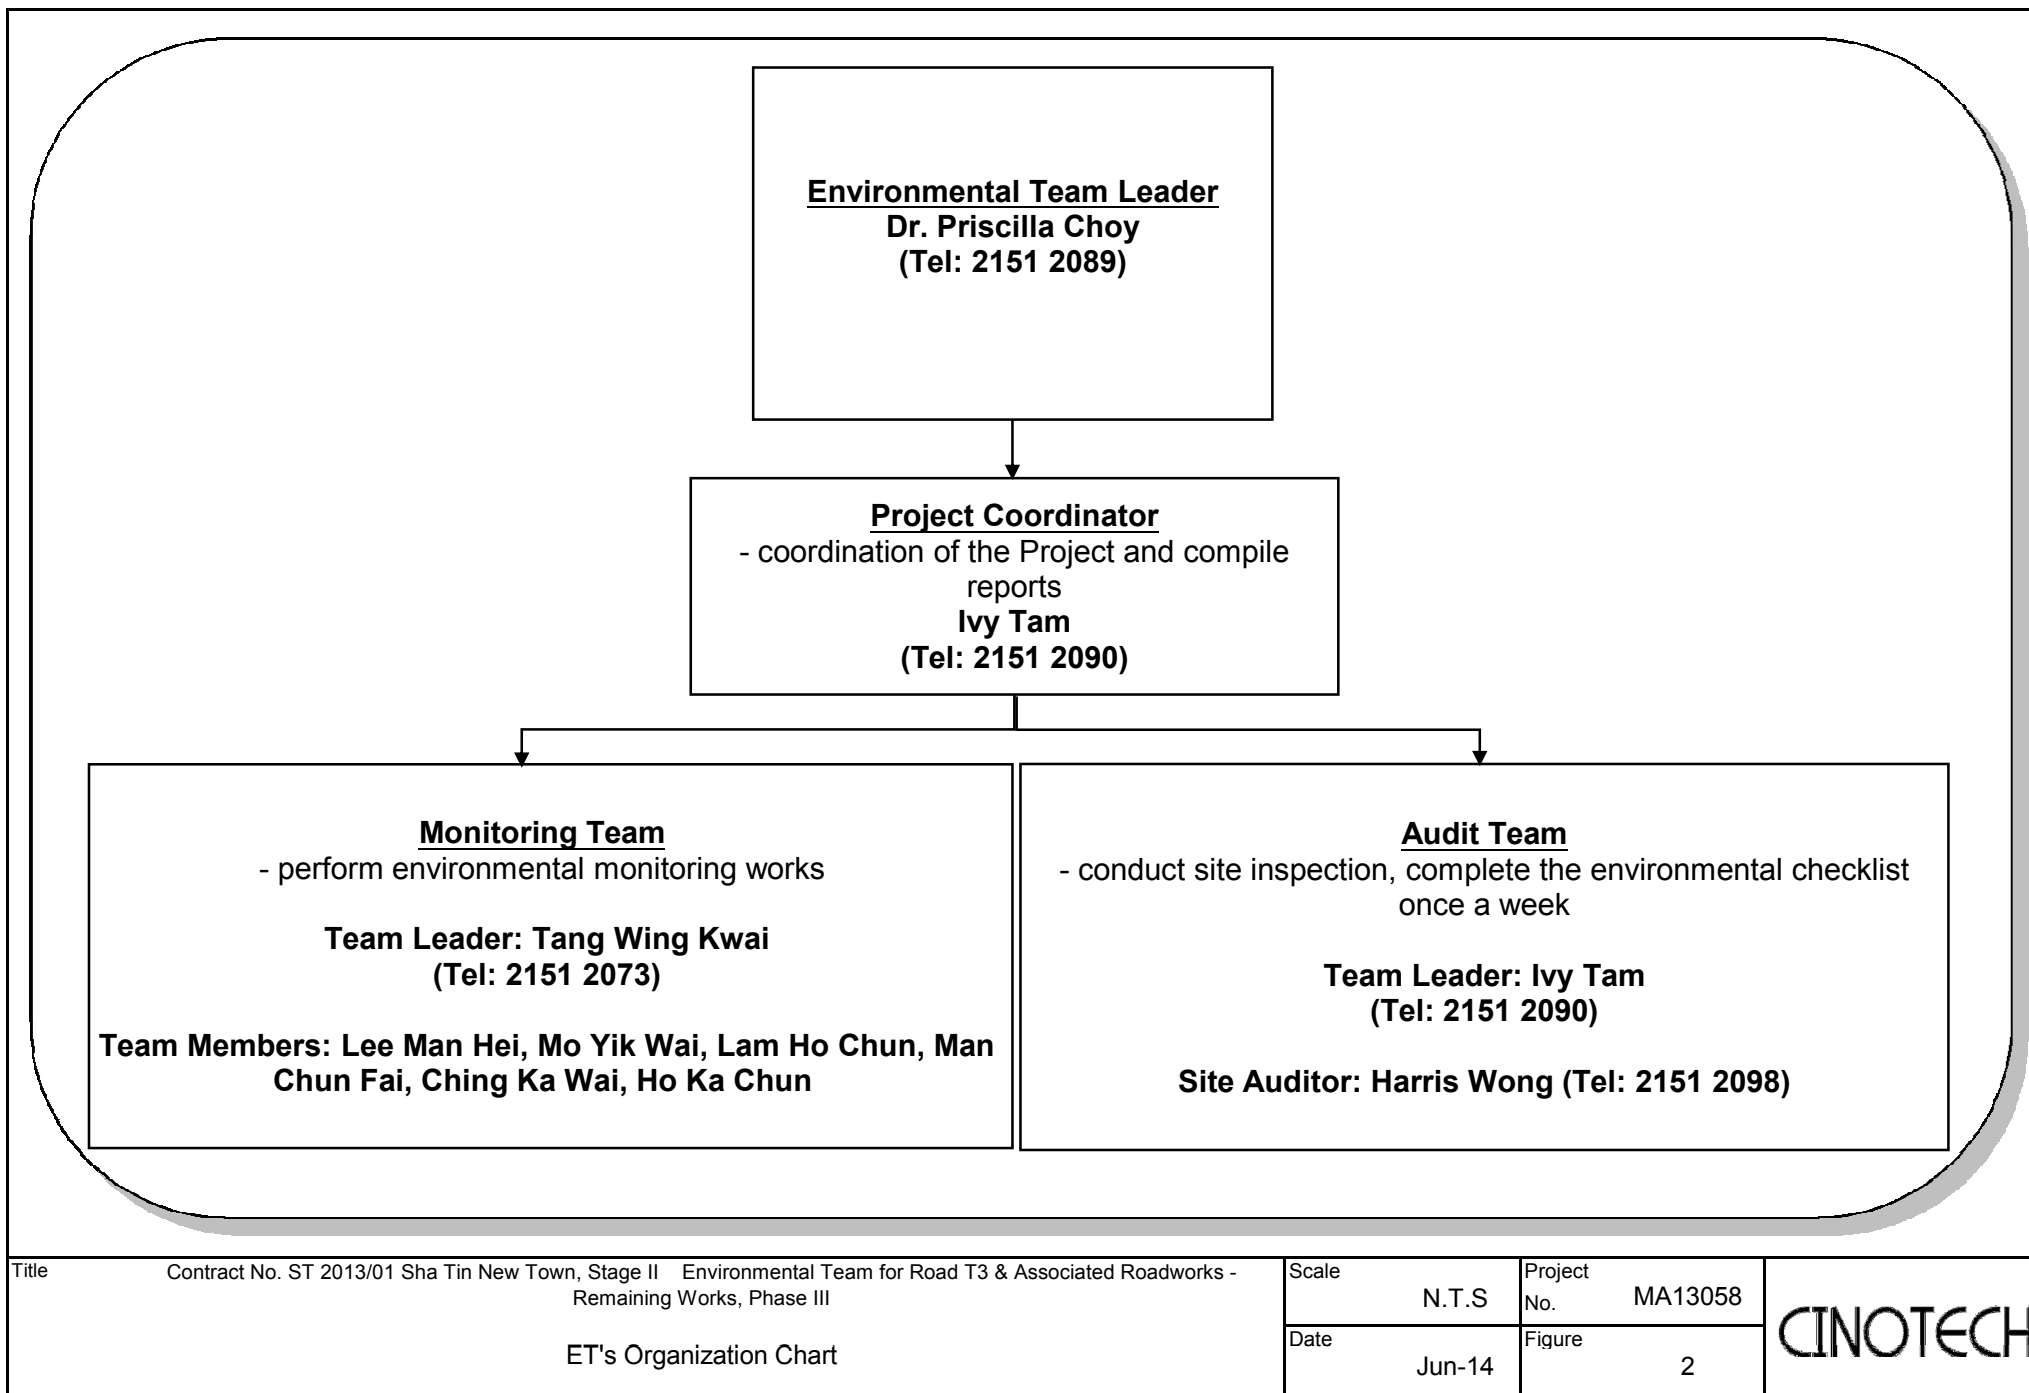 Environmental Team Leader
Dr. Priscilla Choy
(Tel: 2151 2089)
Project Coordinator
- coordination of the Project and compile
reports
Ivy Tam
(Tel: 2151 2090)
Monitoring Team
- perform environmental monitoring works
Team Leader: Tang Wing Kwai
(Tel: 2151 2073)
Team Members: Lee Man Hei, Mo Yik Wai, Lam Ho Chun, Man
Chun Fai, Ching Ka Wai, Ho Ka Chun
Audit Team
- conduct site inspection, complete the environmental checklist
once a week
Team Leader: Ivy Tam
(Tel: 2151 2090)
Site Auditor: Harris Wong (Tel: 2151 2098)
Title
Contract No. ST 2013/01 Sha Tin New Town, Stage II Environmental Team for Road T3 & Associated Roadworks -
Remaining Works, Phase III
ET's Organization Chart
Scale
N.T.S
Project
No. MA13058
Date
Jun-14
Figure
2
CINOTECH